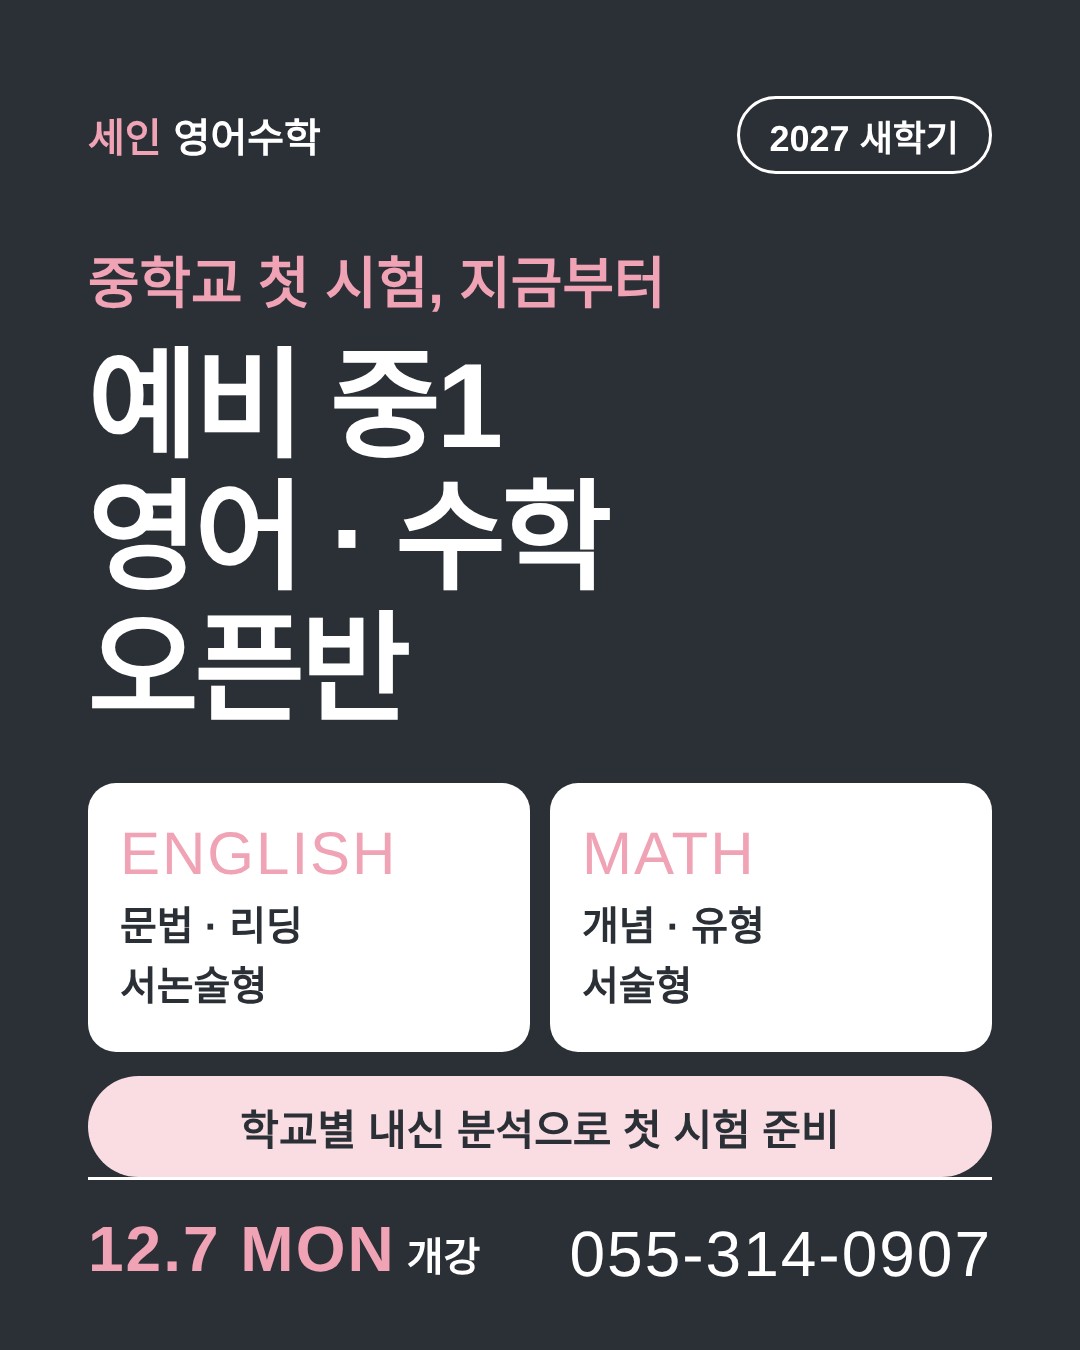 세인 영어수학
2027 새학기
중학교 첫 시험, 지금부터
예비 중1
영어 · 수학
오픈반
ENGLISH
문법 · 리딩
서논술형
MATH
개념 · 유형
서술형
학교별 내신 분석으로 첫 시험 준비
12.7 MON 개강
055-314-0907